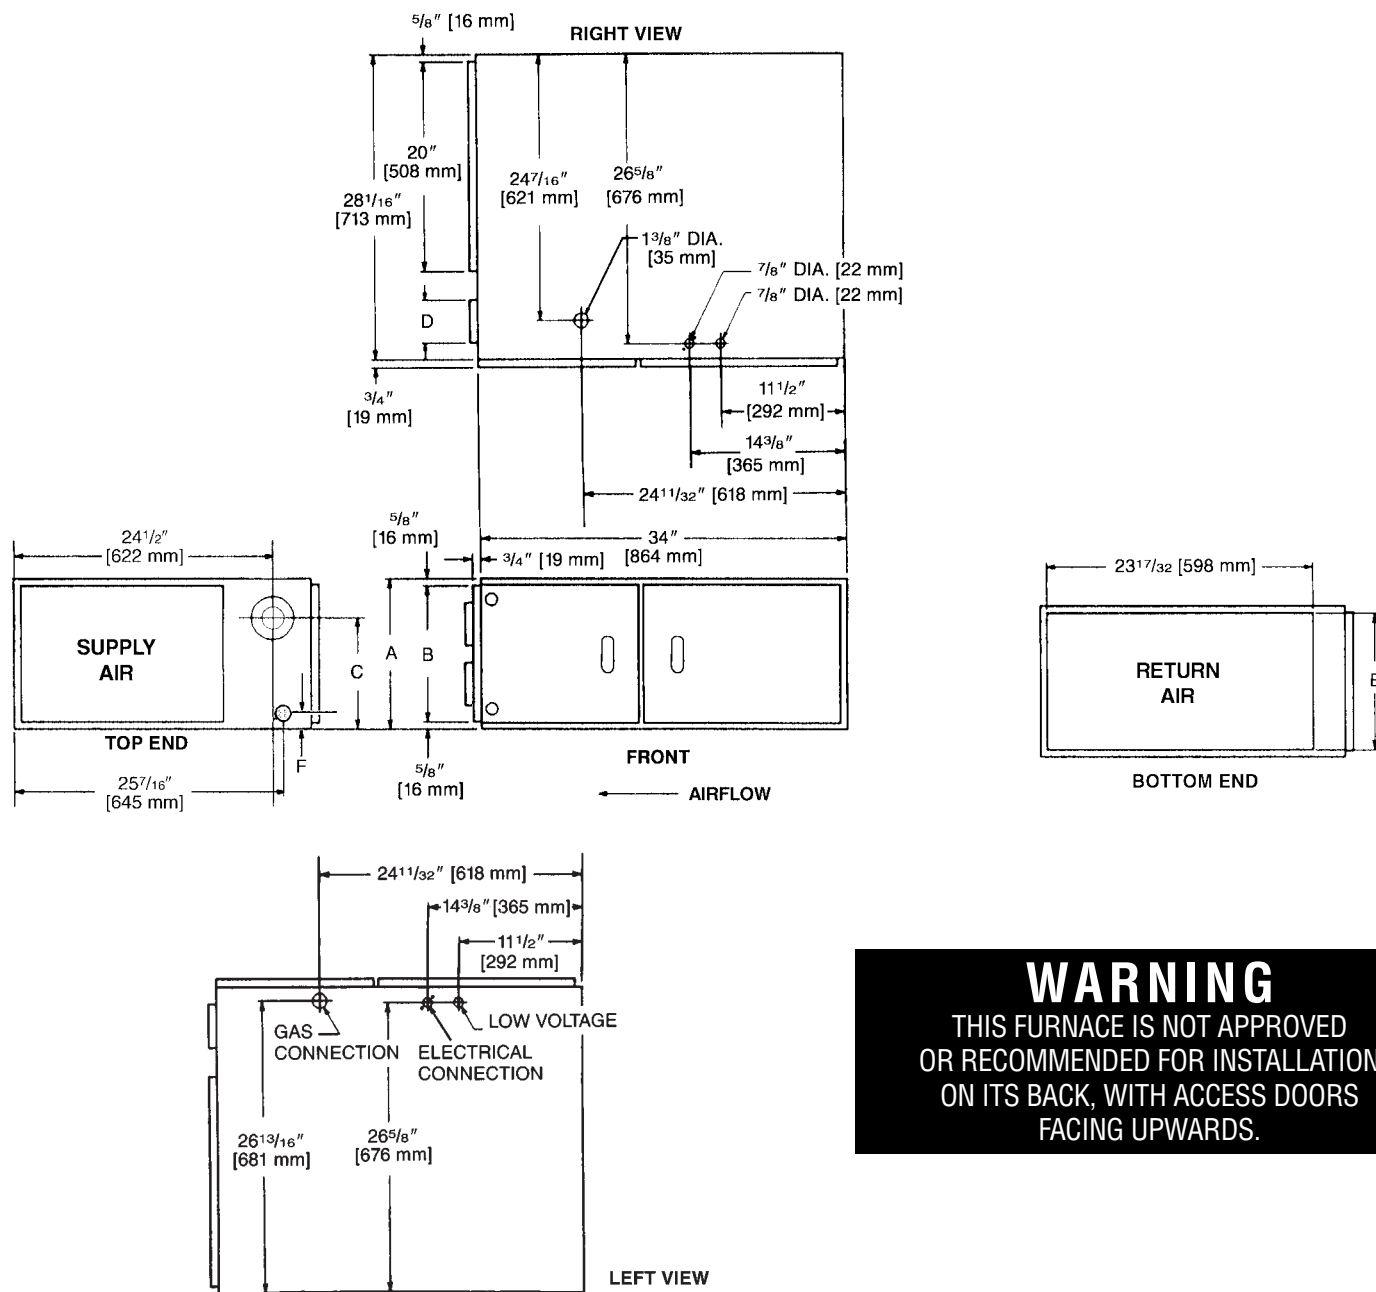 5/8" [16 mm]
RIGHT VIEW
20"
[508 mm]
28 1/16"
[713 mm]
24 7/16"
[621 mm]
26 5/8"
[676 mm]
1 3/8" DIA.
[35 mm]
7/8" DIA. [22 mm]
7/8" DIA. [22 mm]
D
3/4"
[19 mm]
11 1/2"
[292 mm]
14 3/8"
[365 mm]
24 11/32" [618 mm]
24 1/2"
[622 mm]
5/8"
[16 mm]
34"
[864 mm]
3/4" [19 mm]
23 17/32 [598 mm]
SUPPLY
AIR
C
A
B
RETURN
AIR
F
TOP END
FRONT
5/8"
[16 mm]
25 7/16"
[645 mm]
AIRFLOW
BOTTOM END
24 11/32" [618 mm]
14 3/8" [365 mm]
11 1/2"
[292 mm]
GAS
CONNECTION
ELECTRICAL
CONNECTION
LOW VOLTAGE
26 13/16"
[681 mm]
26 5/8"
[676 mm]
LEFT VIEW
WARNING
THIS FURNACE IS NOT APPROVED
OR RECOMMENDED FOR INSTALLATION
ON ITS BACK, WITH ACCESS DOORS
FACING UPWARDS.